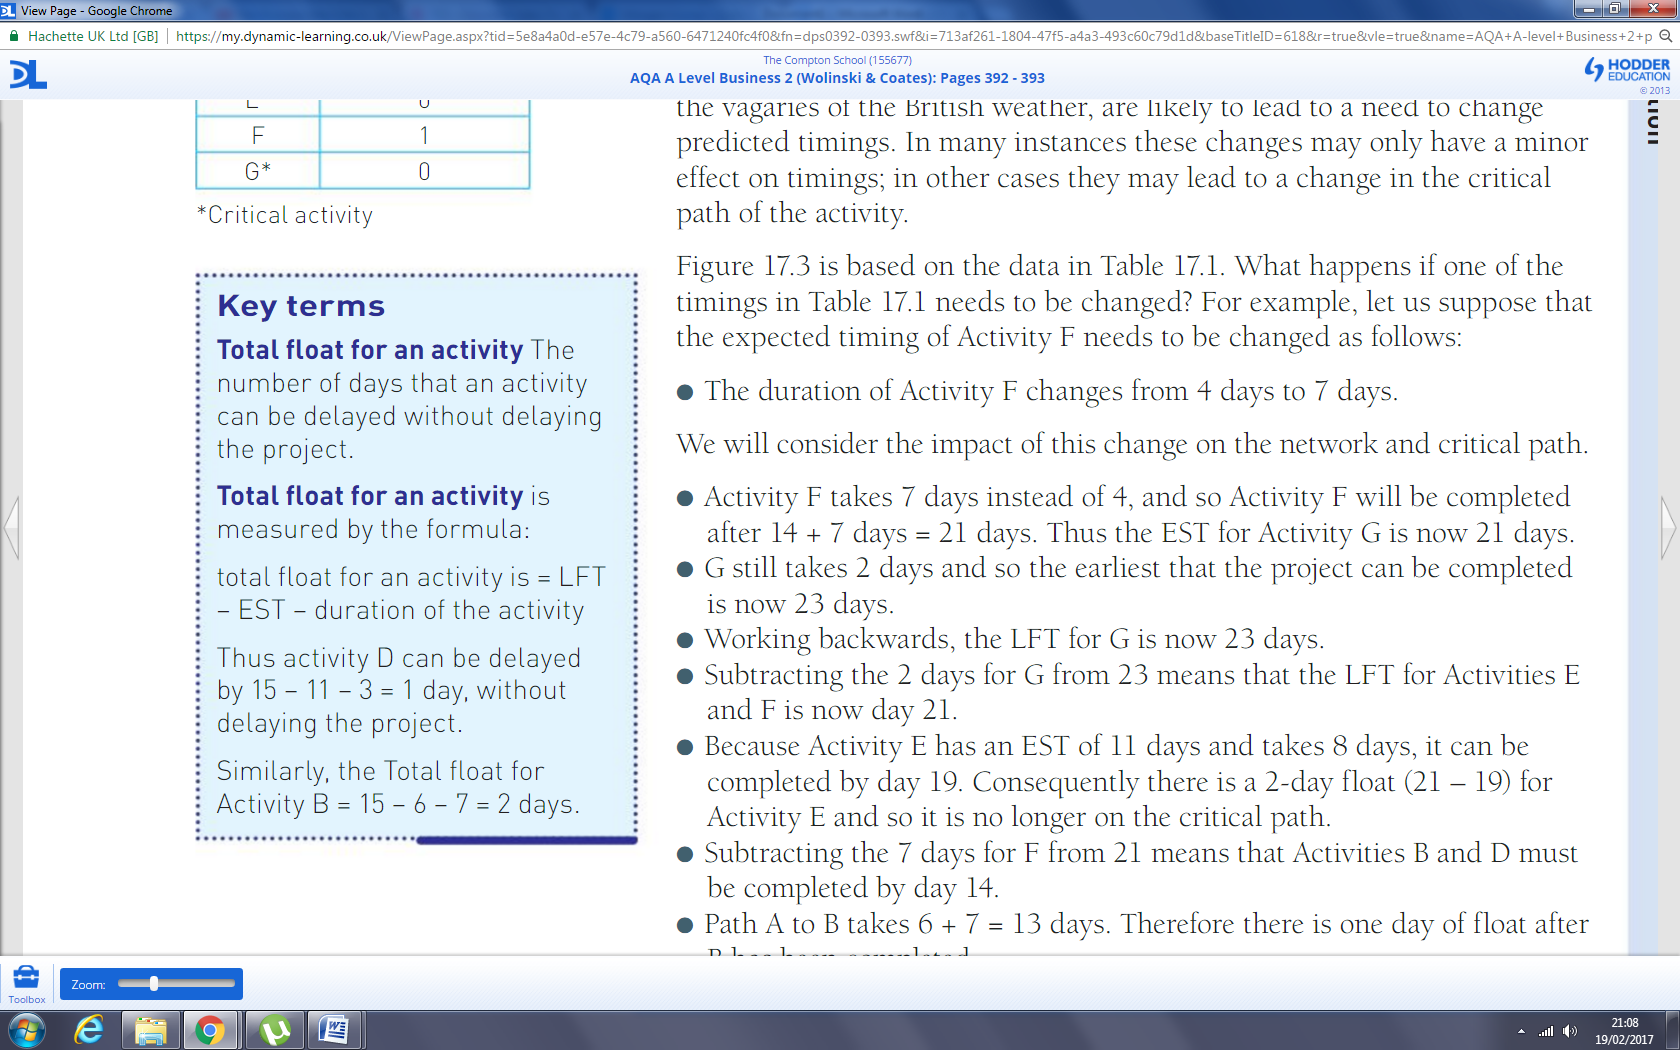 View Page - Google Chrome
Hachette UK Ltd [GB] https://my.dynamic-learning.co.uk/ViewPage.aspx?tid=5e8a4a0d-e57e-4c79-a560-6471240fc4f0&fn=dps0392-0393.swf&i=713af261-1804-47f5-a4a3-493c60c79d1d&baseTitleID=618&r=true&vle=true&name=AQA+A-level+Business+2+p
DL
The Compton School (155677)
AQA A Level Business 2 (Wolinski & Coates): Pages 392 - 393
HODDER
EDUCATION
© 2013
F 1
G* 0
*Critical activity
Key terms
Total float for an activity The
number of days that an activity
can be delayed without delaying
the project.
Total float for an activity is
measured by the formula:
total float for an activity is = LFT
– EST – duration of the activity
Thus activity D can be delayed
by 15 – 11 – 3 = 1 day, without
delaying the project.
Similarly, the Total float for
Activity B = 15 – 6 – 7 = 2 days.
the vagaries of the British weather, are likely to lead to a need to change
predicted timings. In many instances these changes may only have a minor
effect on timings; in other cases they may lead to a change in the critical
path of the activity.
Figure 17.3 is based on the data in Table 17.1. What happens if one of the
timings in Table 17.1 needs to be changed? For example, let us suppose that
the expected timing of Activity F needs to be changed as follows:
● The duration of Activity F changes from 4 days to 7 days.
We will consider the impact of this change on the network and critical path.
● Activity F takes 7 days instead of 4, and so Activity F will be completed
after 14 + 7 days = 21 days. Thus the EST for Activity G is now 21 days.
● G still takes 2 days and so the earliest that the project can be completed
is now 23 days.
● Working backwards, the LFT for G is now 23 days.
● Subtracting the 2 days for G from 23 means that the LFT for Activities E
and F is now day 21.
● Because Activity E has an EST of 11 days and takes 8 days, it can be
completed by day 19. Consequently there is a 2-day float (21 – 19) for
Activity E and so it is no longer on the critical path.
● Subtracting the 7 days for F from 21 means that Activities B and D must
be completed by day 14.
● Path A to B takes 6 + 7 = 13 days. Therefore there is one day of float after
B has been completed
Toolbox
Zoom:
21:08
19/02/2017